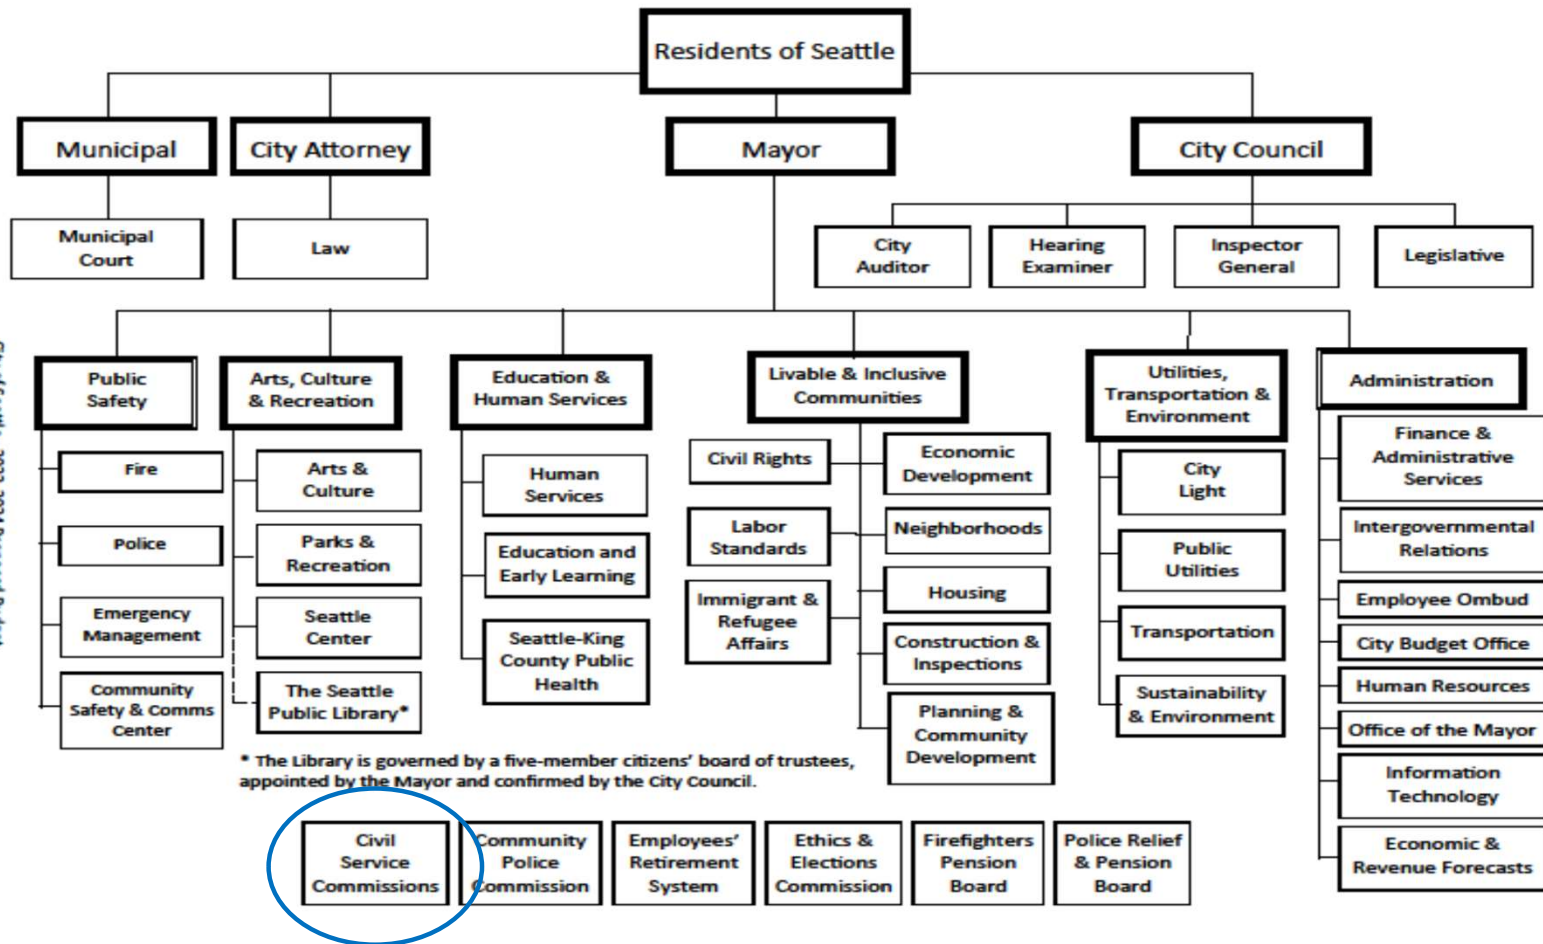 Residents of Seattle
Municipal
City Attorney
Mayor
City Council
Municipal
Court
Law
City
Auditor
Hearing
Examiner
Inspector
General
Legislative
Public
Safety
Arts, Culture
& Recreation
Education &
Human Services
Livable & Inclusive
Communities
Utilities,
Transportation &
Environment
Administration
Fire
Police
Emergency
Management
Community
Safety & Comms
Center
Arts &
Culture
Parks &
Recreation
Seattle
Center
The Seattle
Public Library*
Human
Services
Education and
Early Learning
Seattle-King
County Public
Health
Civil Rights
Labor
Standards
Immigrant &
Refugee
Affairs
Economic
Development
Neighborhoods
Housing
Construction &
Inspections
Planning &
Community
Development
City
Light
Public
Utilities
Transportation
Sustainability
& Environment
Finance &
Administrative
Services
Intergovernmental
Relations
Employee Ombud
City Budget Office
Human Resources
Office of the Mayor
Information
Technology
Economic &
Revenue Forecasts
* The Library is governed by a five-member citizens' board of trustees,
appointed by the Mayor and confirmed by the City Council.
Civil
Service
Commissions
Community
Police
Commission
Employees'
Retirement
System
Ethics &
Elections
Commission
Firefighters
Pension
Board
Police Relief
& Pension
Board